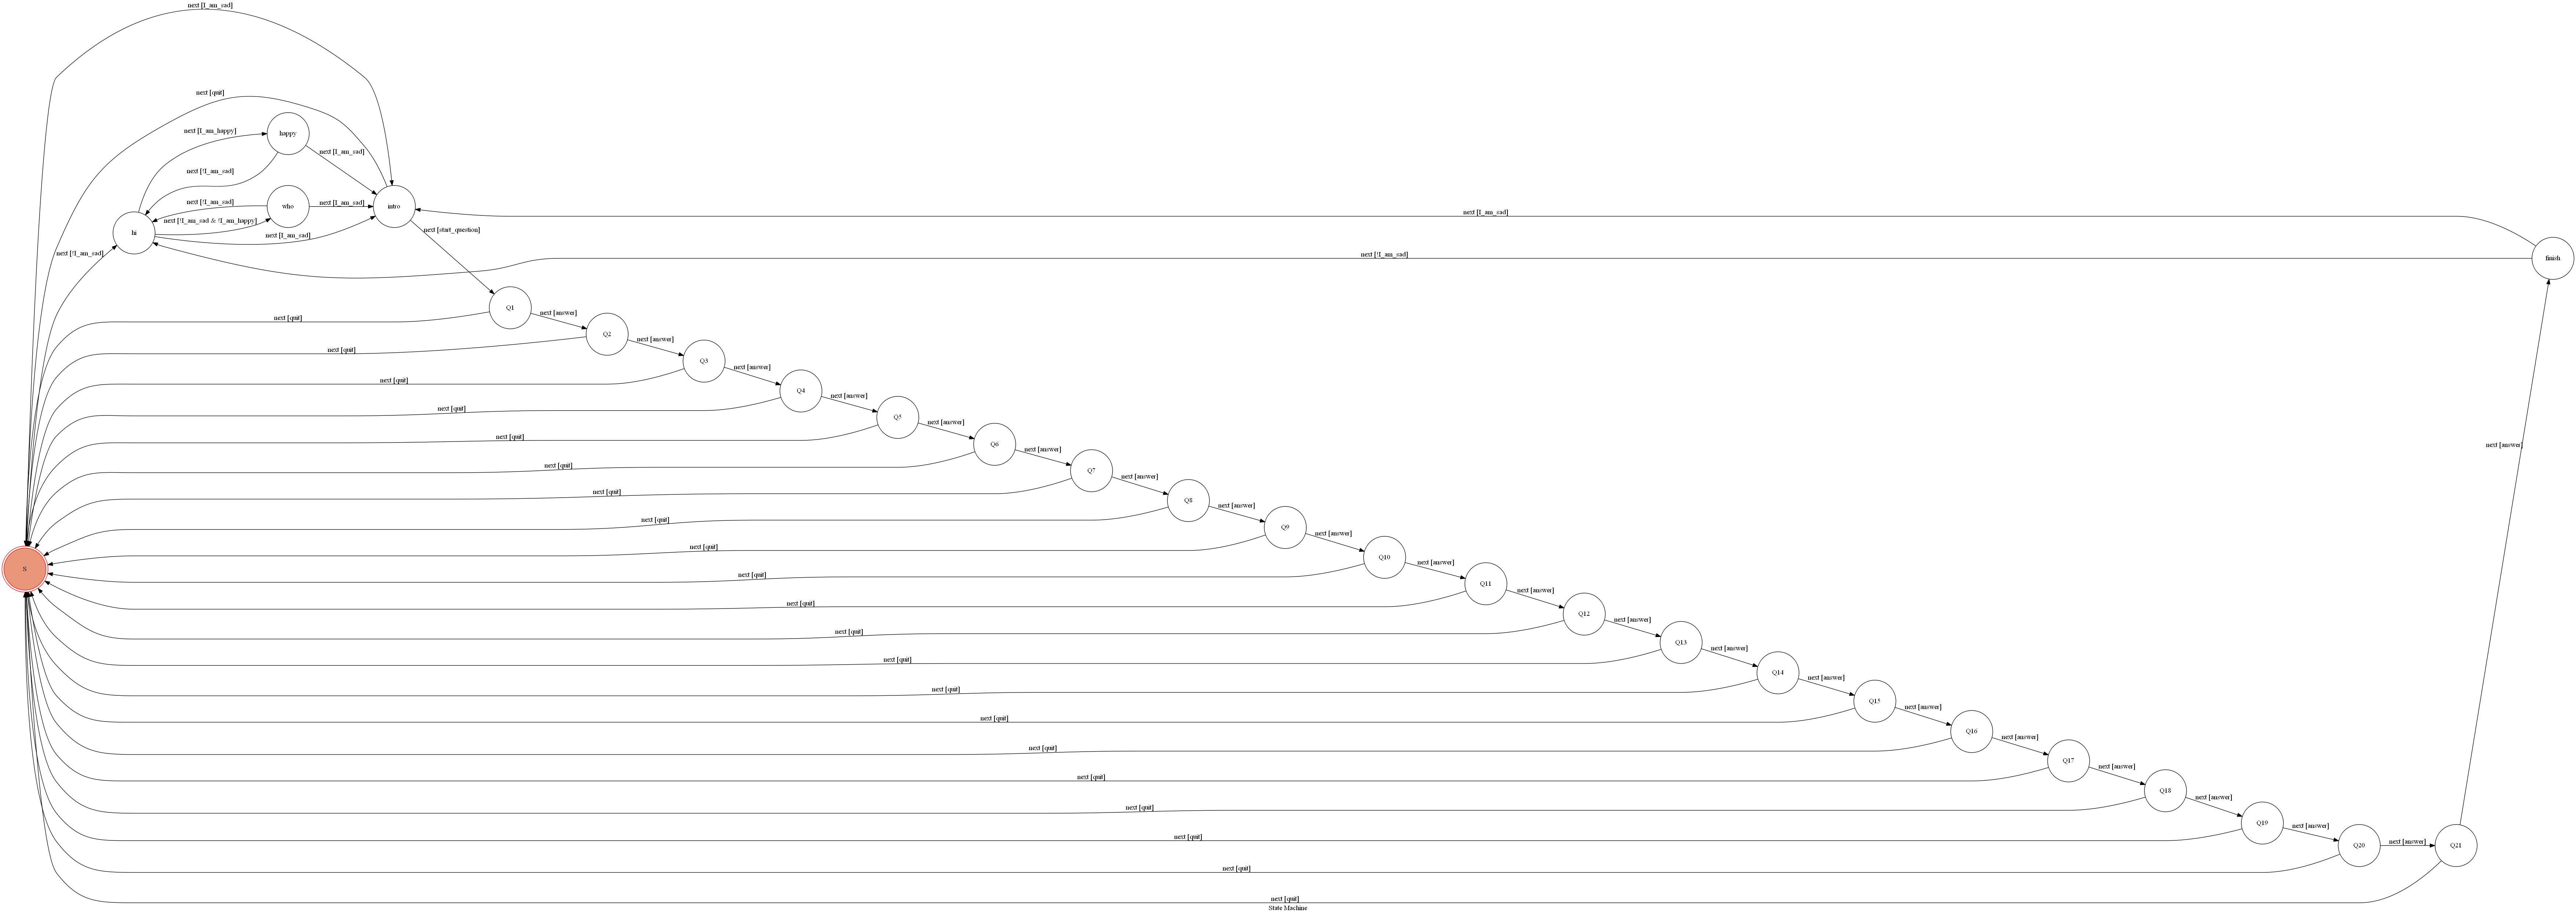 next [I_am_sad]
next [quit]
next [I_am_happy]
happy
next [I_am_sad]
next [!I_am_sad]
next [!I_am_sad]
who
next [I_am_sad]
intro
next [!I_am_sad & !I_am_happy]
hi
next [I_am_sad]
next [I_am_sad]
next [start_question]
next [!I_am_sad]
next [!I_am_sad]
finish
Q1
next [answer]
next [quit]
Q2
next [answer]
next [quit]
Q3
next [answer]
next [quit]
Q4
next [answer]
next [quit]
Q5
next [answer]
next [quit]
Q6
next [answer]
next [quit]
Q7
next [answer]
next [quit]
Q8
next [answer]
next [quit]
Q9
next [answer]
next [quit]
Q10
next [answer]
next [quit]
Q11
next [answer]
next [quit]
Q12
next [answer]
next [quit]
Q13
next [answer]
next [quit]
Q14
next [answer]
next [quit]
Q15
next [answer]
next [quit]
Q16
next [answer]
next [quit]
Q17
next [answer]
next [quit]
Q18
next [answer]
next [quit]
Q19
next [answer]
next [quit]
Q20
next [answer]
next [quit]
Q21
next [answer]
next [quit]
S
State Machine